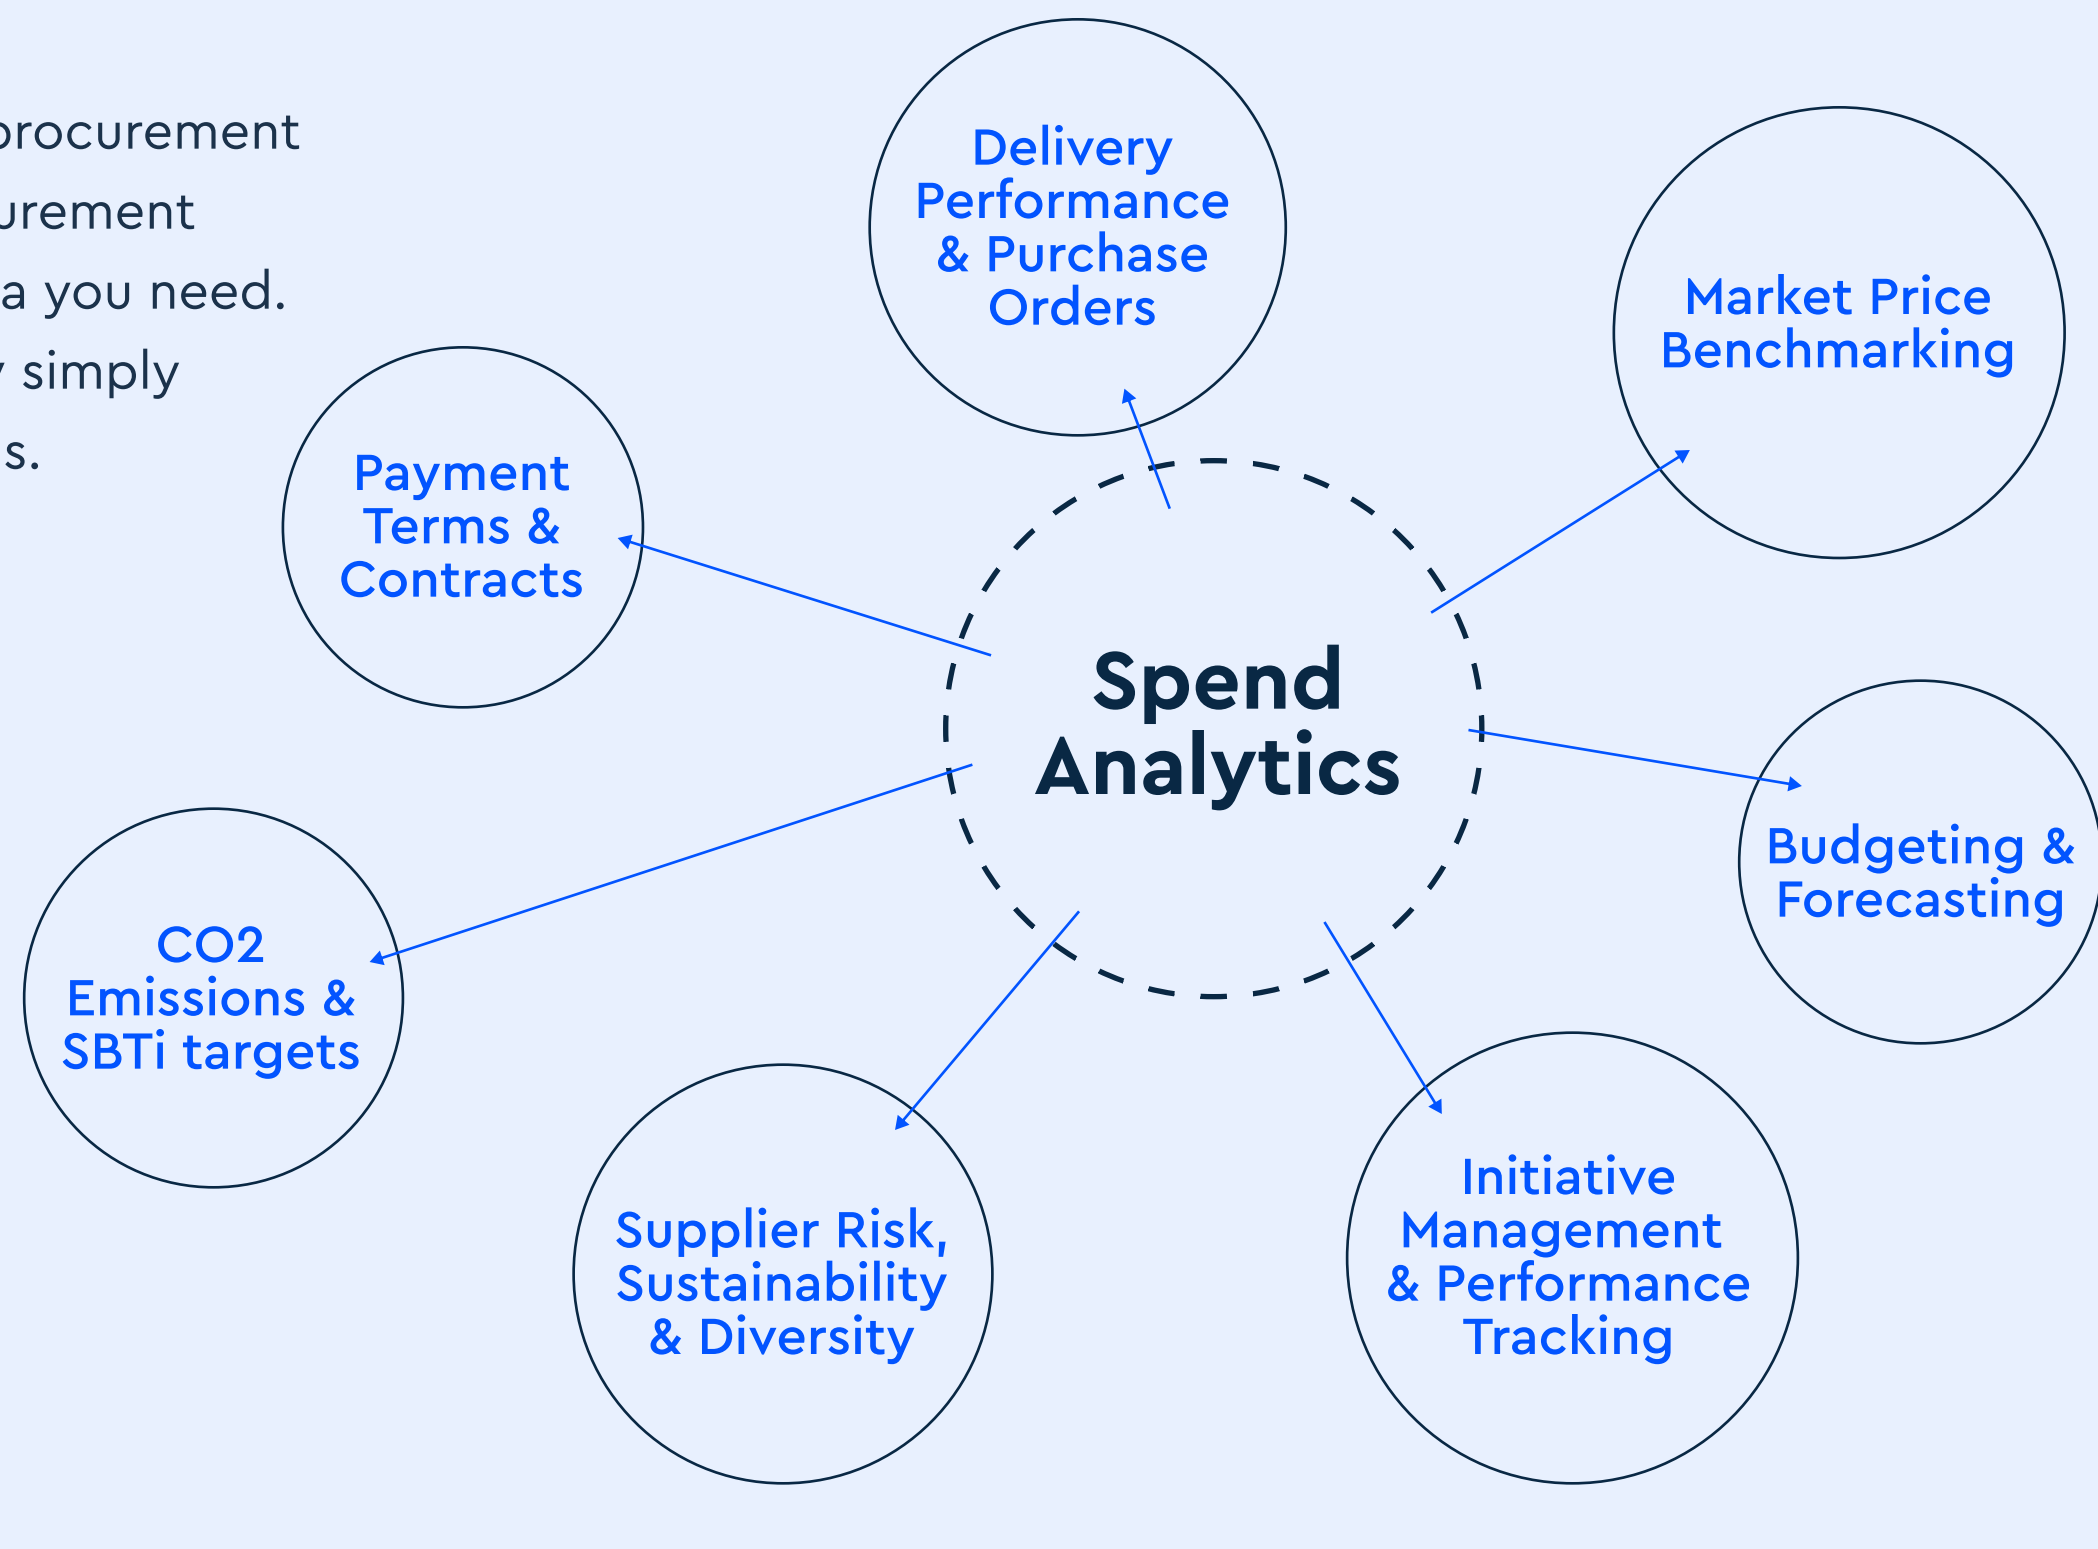 procurement
urement
a you need.
simply
s.
Delivery
Performance
& Purchase
Orders
Market Price
Benchmarking
Payment
Terms &
Contracts
Spend
Analytics
Budgeting &
Forecasting
CO2
Emissions &
SBTi targets
Supplier Risk,
Sustainability
& Diversity
Initiative
Management
& Performance
Tracking